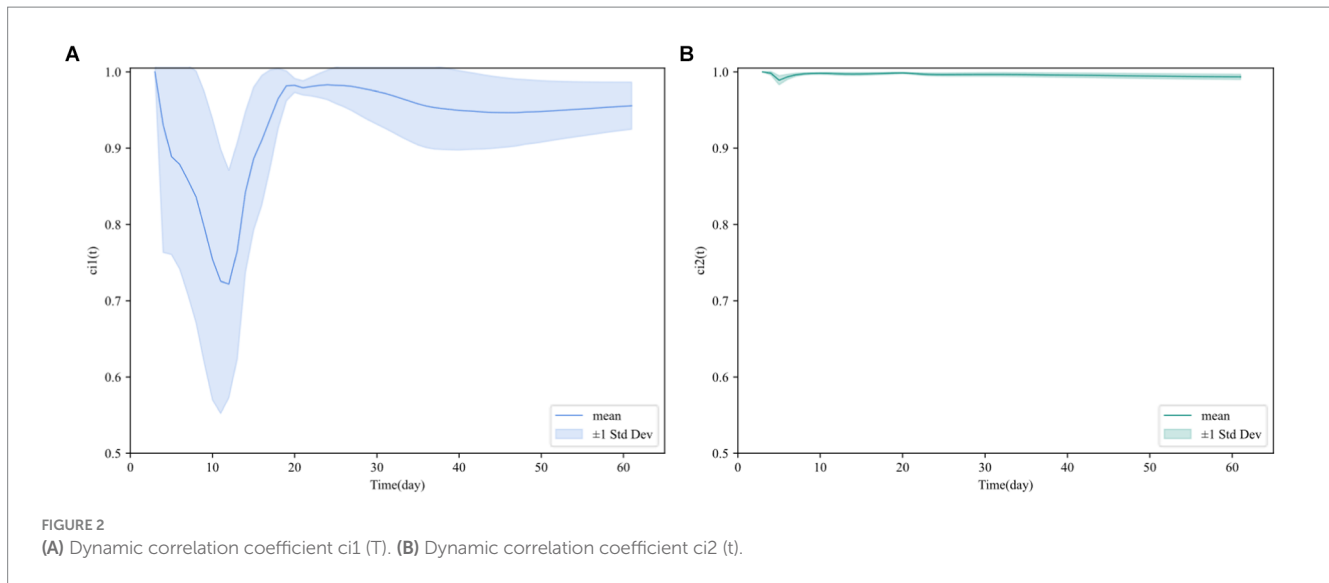 A
B
1.0
0.9
0.8
0.7
0.6
0.5
ci1(t)
0
10
20
30
40
50
60
Time(day)
mean
±1 Std Dev
1.0
0.9
0.8
0.7
0.6
0.5
ci2(t)
0
10
20
30
40
50
60
Time(day)
mean
±1 Std Dev
FIGURE 2
(A) Dynamic correlation coefficient ci1 (T). (B) Dynamic correlation coefficient ci2 (t).